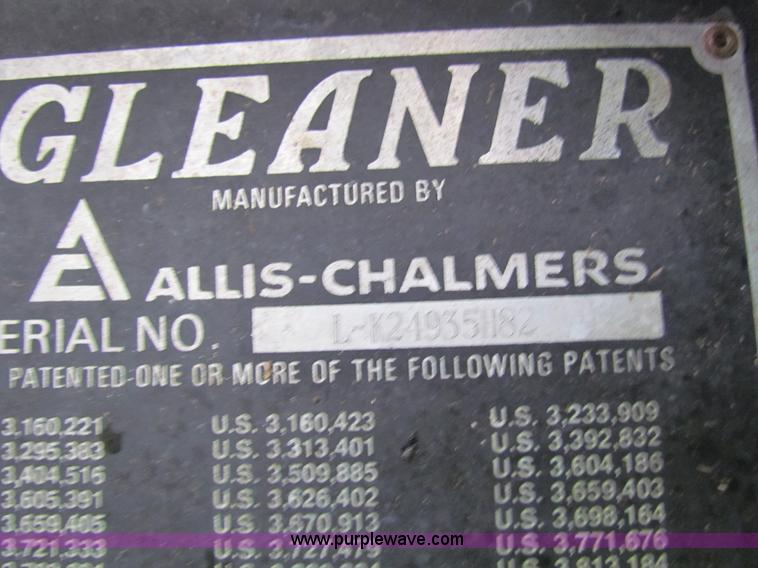 GLEANER
MANUFACTURED BY
ALLIS-CHALMERS
ERIAL NO. L-K24935H82
PATENTED ONE OR MORE OF THE FOLLOWING PATENTS
3,160,221 U.S. 3,160,423 U.S. 3,233,909
3,295,383 U.S. 3,313,401 U.S. 3,392,832
3,404,516 U.S. 3,509,885 U.S. 3,604,186
3,605,391 U.S. 3,626,402 U.S. 3,659,403
3,659,405 U.S. 3,670,913 U.S. 3,698,164
3,721,333 U.S. U.S. 3,771,676
www.purplewave.com
U.S. 3,813,184